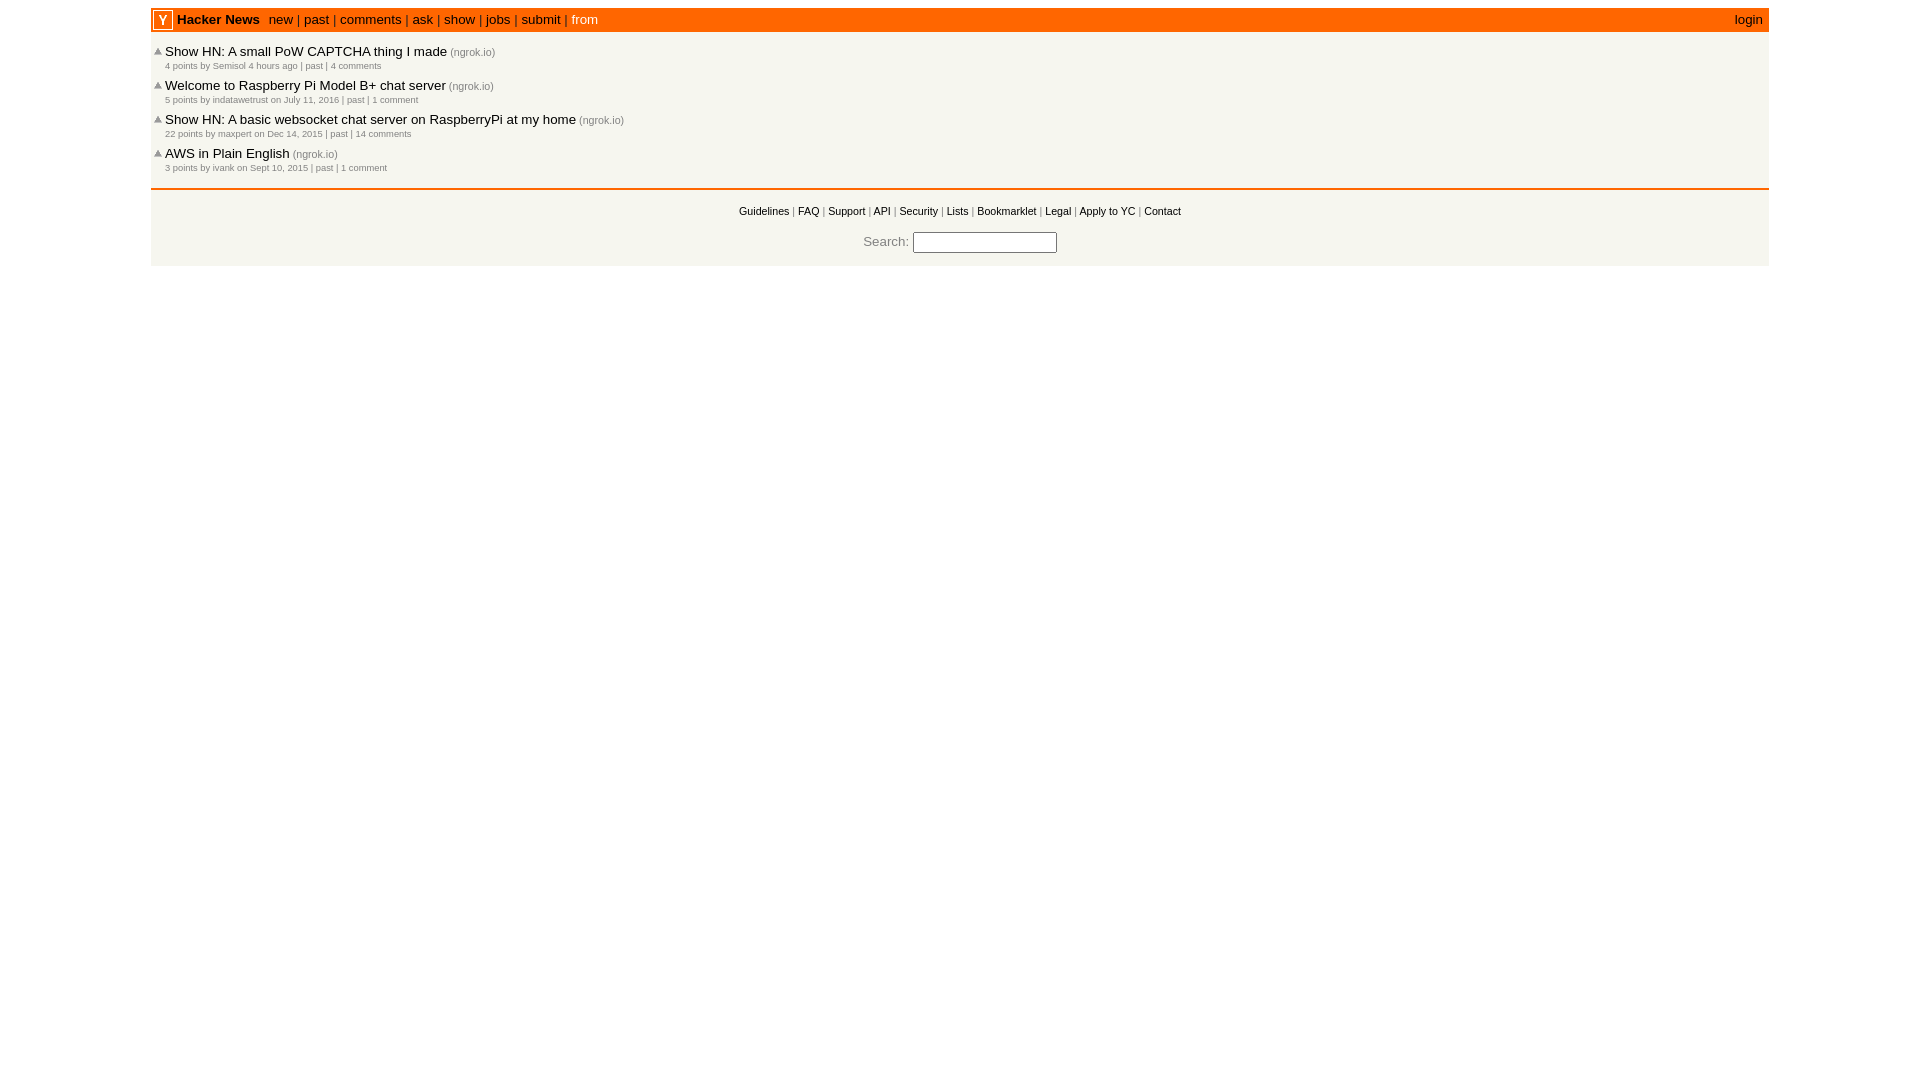 Y Hacker News new | past | comments | ask | show | jobs | submit | from login
Show HN: A small PoW CAPTCHA thing I made (ngrok.io)
4 points by Semisol 4 hours ago | past | 4 comments
Welcome to Raspberry Pi Model B+ chat server (ngrok.io)
5 points by indatawetrust on July 11, 2016 | past | 1 comment
Show HN: A basic websocket chat server on RaspberryPi at my home (ngrok.io)
22 points by maxpert on Dec 14, 2015 | past | 14 comments
AWS in Plain English (ngrok.io)
3 points by ivank on Sept 10, 2015 | past | 1 comment
Guidelines | FAQ | Support | API | Security | Lists | Bookmarklet | Legal | Apply to YC | Contact
Search: